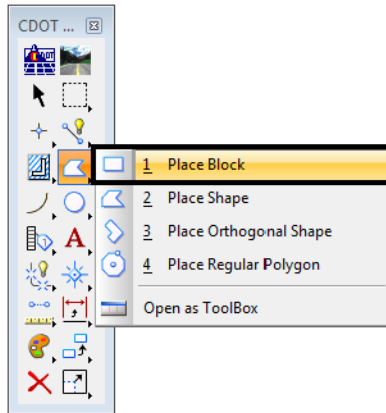 CDOT ...
1 Place Block
2 Place Shape
3 Place Orthogonal Shape
4 Place Regular Polygon
Open as ToolBox